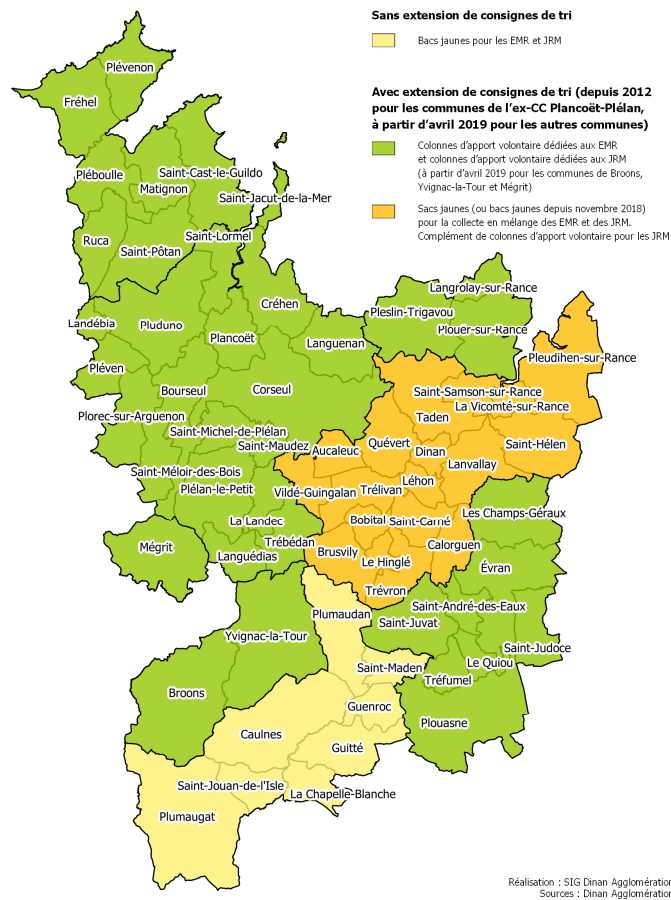 Sans extension de consignes de tri
Bacs jaunes pour les EMR et JRM
Avec extension de consignes de tri (depuis 2012
pour les communes de l'ex-CC Plancoët-Plélan,
à partir d'avril 2019 pour les autres communes)
Colonnes d'apport volontaire dédiées aux EMR
et colonnes d'apport volontaire dédiées aux JRM
(à partir d'avril 2019 pour les communes de Broons,
Yvignac-la-Tour et Mégrit)
Sacs jaunes (ou bacs jaunes depuis novembre 2018)
pour la collecte en mélange des EMR et des JRM.
Complément de colonnes d'apport volontaire pour les JRM
Plévenon
Fréhel
Pléboulle
Saint-Cast-le-Guildo
Matignon
Saint-Jacut-de-la-Mer
Ruca
Saint-Lormel
Saint-Pôtan
Langrolay-sur-Rance
Créhen
Pleslin-Trigavou
Landébia
Pluduno
Plouer-sur-Rance
Plancoët
Languenan
Pleudihen-sur-Rance
Pléven
Bourseul
Corseul
Saint-Samson-sur-Rance
La Vicomté-sur-Rance
Plorec-sur-Arguenon
Taden
Saint-Michel-de-Plélan
Saint-Maudez
Aucaleuc
Quévert
Dinan
Saint-Hélen
Lanvallay
Saint-Méloir-des-Bois
Léhon
Plélan-le-Petit
Vildé-Guingalan
Trélivan
Les Champs-Géraux
La Landec
Bobital
Saint-Carné
Mégrit
Trébédan
Languédias
Brusvily
Calorguen
Le Hinglé
Évran
Trévron
Plumaudan
Saint-André-des-Eaux
Saint-Juvat
Yvignac-la-Tour
Saint-Judoce
Saint-Maden
Le Quiou
Tréfumel
Broons
Guenroc
Plouasne
Caulnes
Guitté
Saint-Jouan-de-l'Isle
La Chapelle-Blanche
Plumaugat
Réalisation : SIG Dinan Agglomération
Sources : Dinan Agglomération